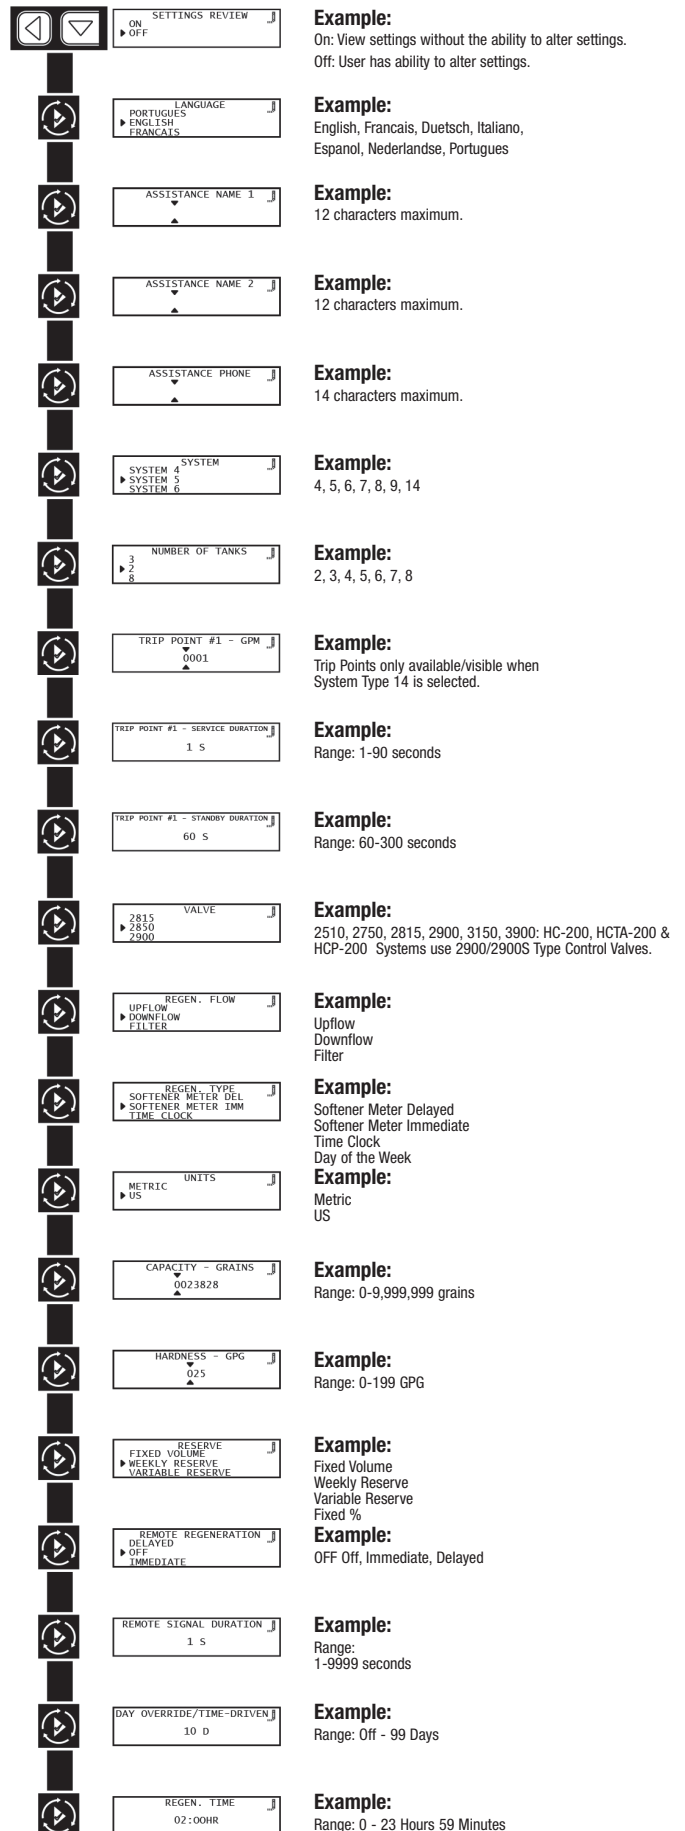 SETTINGS REVIEW
ON
OFF
Example:
On: View settings without the ability to alter settings.
Off: User has ability to alter settings.
LANGUAGE
PORTUGUES
ENGLISH
FRANCAIS
Example:
English, Francais, Duetsch, Italiano,
Espanol, Nederlandse, Portugues
ASSISTANCE NAME 1
Example:
12 characters maximum.
ASSISTANCE NAME 2
Example:
12 characters maximum.
ASSISTANCE PHONE
Example:
14 characters maximum.
SYSTEM
SYSTEM 4
SYSTEM 5
SYSTEM 6
Example:
4, 5, 6, 7, 8, 9, 14
NUMBER OF TANKS
3
2
8
Example:
2, 3, 4, 5, 6, 7, 8
TRIP POINT #1 - GPM
0001
Example:
Trip Points only available/visible when
System Type 14 is selected.
TRIP POINT #1 - SERVICE DURATION
1 S
Example:
Range: 1-90 seconds
TRIP POINT #1 - STANDBY DURATION
60 S
Example:
Range: 60-300 seconds
VALVE
2815
2850
2900
Example:
2510, 2750, 2815, 2900, 3150, 3900: HC-200, HCTA-200 &
HCP-200 Systems use 2900/2900S Type Control Valves.
REGEN. FLOW
UPFLOW
DOWNFLOW
FILTER
Example:
Upflow
Downflow
Filter
REGEN. TYPE
SOFTENER METER DEL
SOFTENER METER IMM
TIME CLOCK
Example:
Softener Meter Delayed
Softener Meter Immediate
Time Clock
Day of the Week
UNITS
METRIC
US
Example:
Metric
US
CAPACITY - GRAINS
0023828
Example:
Range: 0-9,999,999 grains
HARDNESS - GPG
025
Example:
Range: 0-199 GPG
RESERVE
FIXED VOLUME
WEEKLY RESERVE
VARIABLE RESERVE
Example:
Fixed Volume
Weekly Reserve
Variable Reserve
Fixed %
REMOTE REGENERATION
DELAYED
OFF
IMMEDIATE
Example:
OFF Off, Immediate, Delayed
REMOTE SIGNAL DURATION
1 S
Example:
Range:
1-9999 seconds
DAY OVERRIDE/TIME-DRIVEN
10 D
Example:
Range: Off - 99 Days
REGEN. TIME
02:00HR
Example:
Range: 0 - 23 Hours 59 Minutes